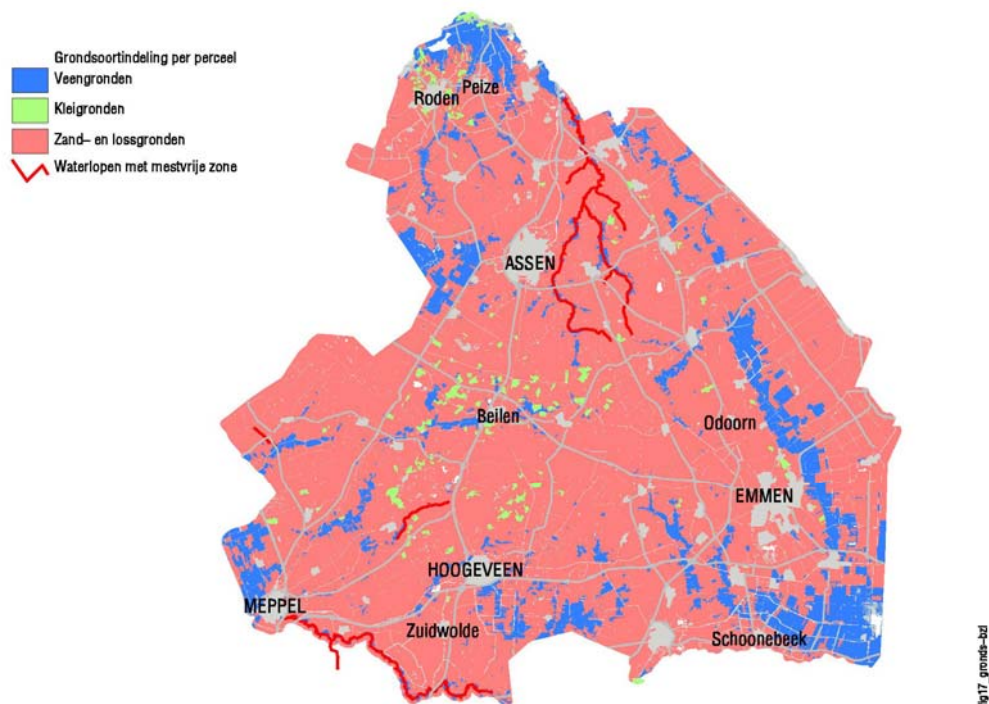 Grondsoortindeling per perceel
Veengronden
Kleigronden
Zand– en lossgronden
Waterlopen met mestvrije zone
Peize
Roden
ASSEN
Beilen
Odoorn
EMMEN
HOOGEVEEN
MEPPEL
Zuidwolde
Schoonebeek
lg17_gronds–bzl